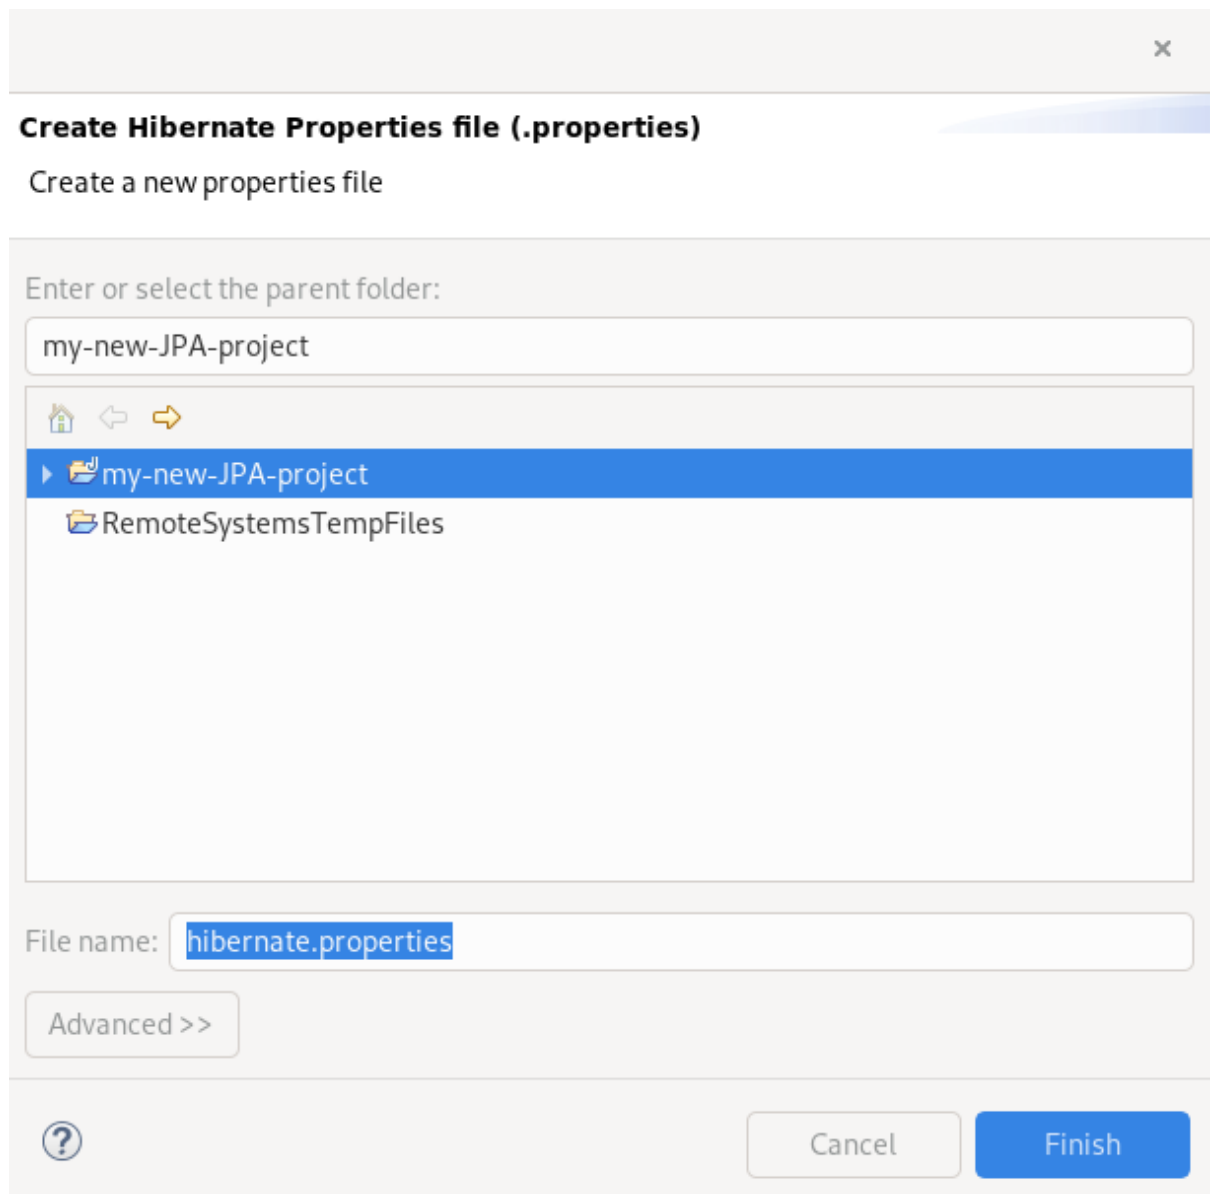 Create Hibernate Properties file (.properties)
Create a new properties file
Enter or select the parent folder:
my-new-JPA-project
my-new-JPA-project
RemoteSystemsTempFiles
File name: hibernate.properties
Advanced >>
Cancel Finish